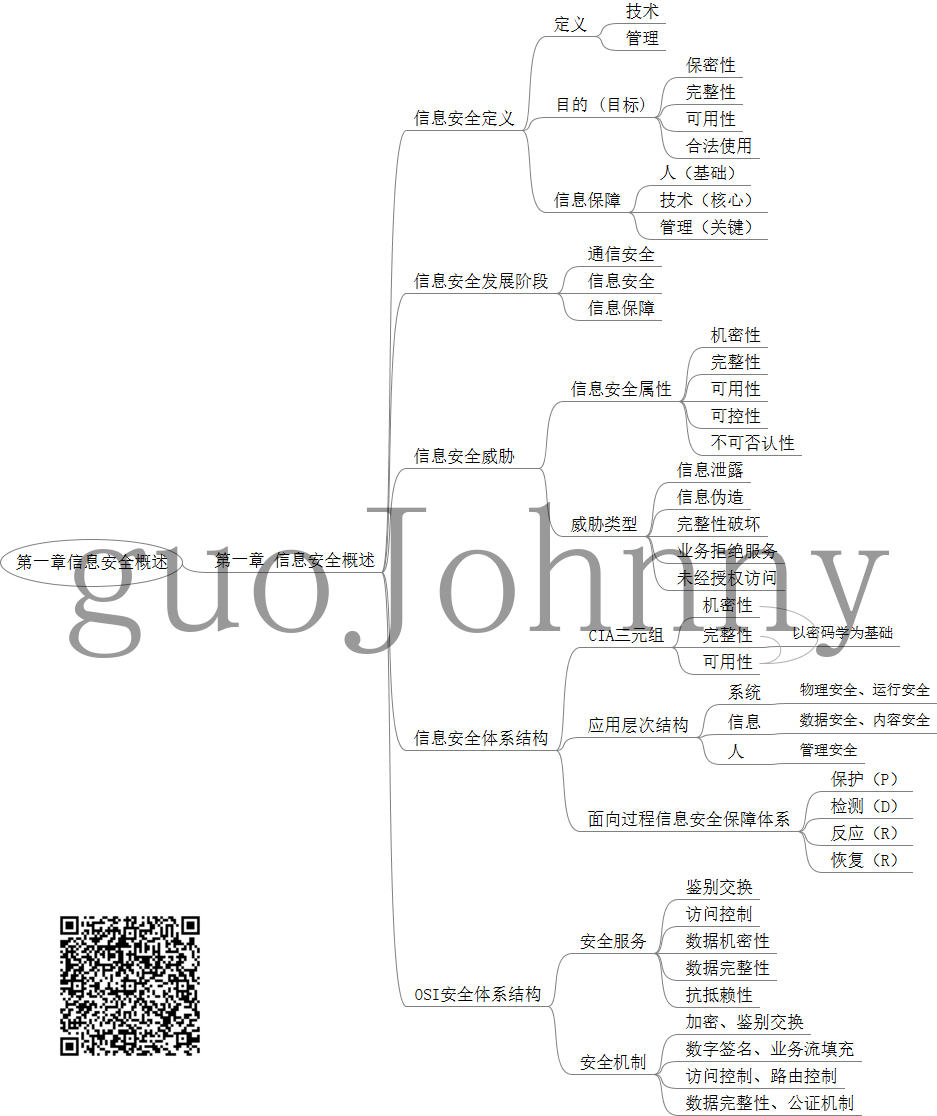 第一章信息安全概述
第一章 信息安全概述
信息安全定义
定义
技术
管理
目的 (目标)
保密性
完整性
可用性
合法使用
信息保障
人（基础）
技术（核心）
管理（关键）
信息安全发展阶段
通信安全
信息安全
信息保障
信息安全威胁
信息安全属性
机密性
完整性
可用性
可控性
不可否认性
威胁类型
信息泄露
信息伪造
完整性破坏
业务拒绝服务
未经授权访问
信息安全体系结构
CIA三元组
机密性
完整性
可用性
以密码学为基础
应用层次结构
系统
物理安全、运行安全
信息
数据安全、内容安全
人
管理安全
面向过程信息安全保障体系
保护（P）
检测（D）
反应（R）
恢复（R）
OSI安全体系结构
安全服务
鉴别交换
访问控制
数据机密性
数据完整性
抗抵赖性
安全机制
加密、鉴别交换
数字签名、业务流填充
访问控制、路由控制
数据完整性、公证机制
guoJohnny